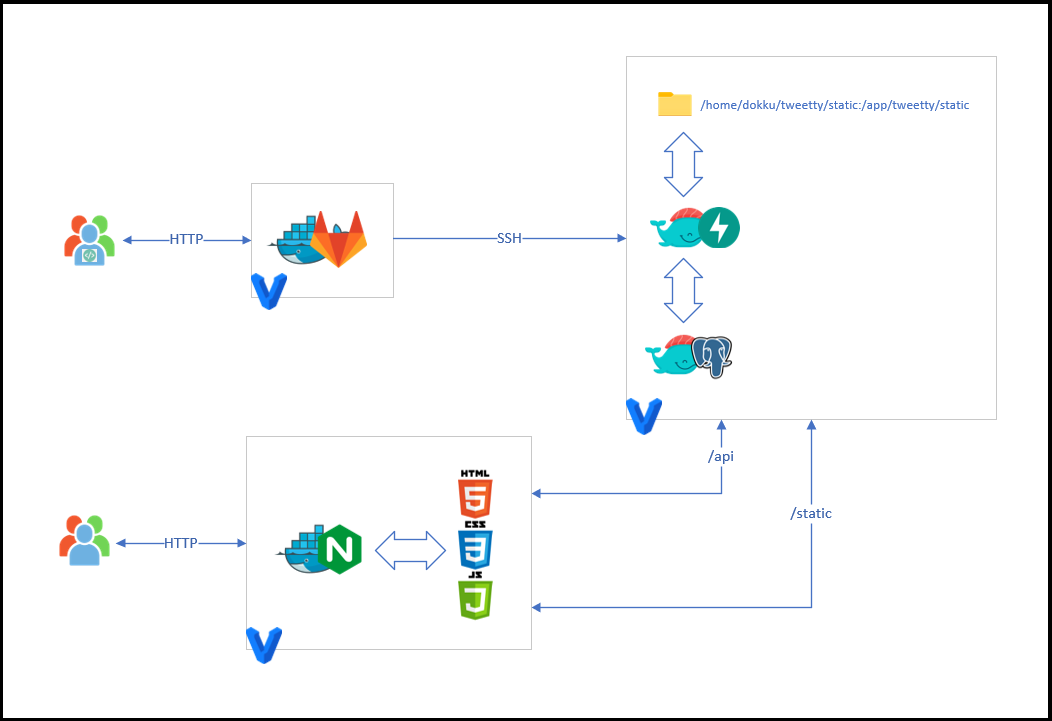 /home/dokku/tweetty/static:/app/tweetty/static
HTTP
SSH
/api
HTML
5
/static
CSS
3
HTTP
N
JS